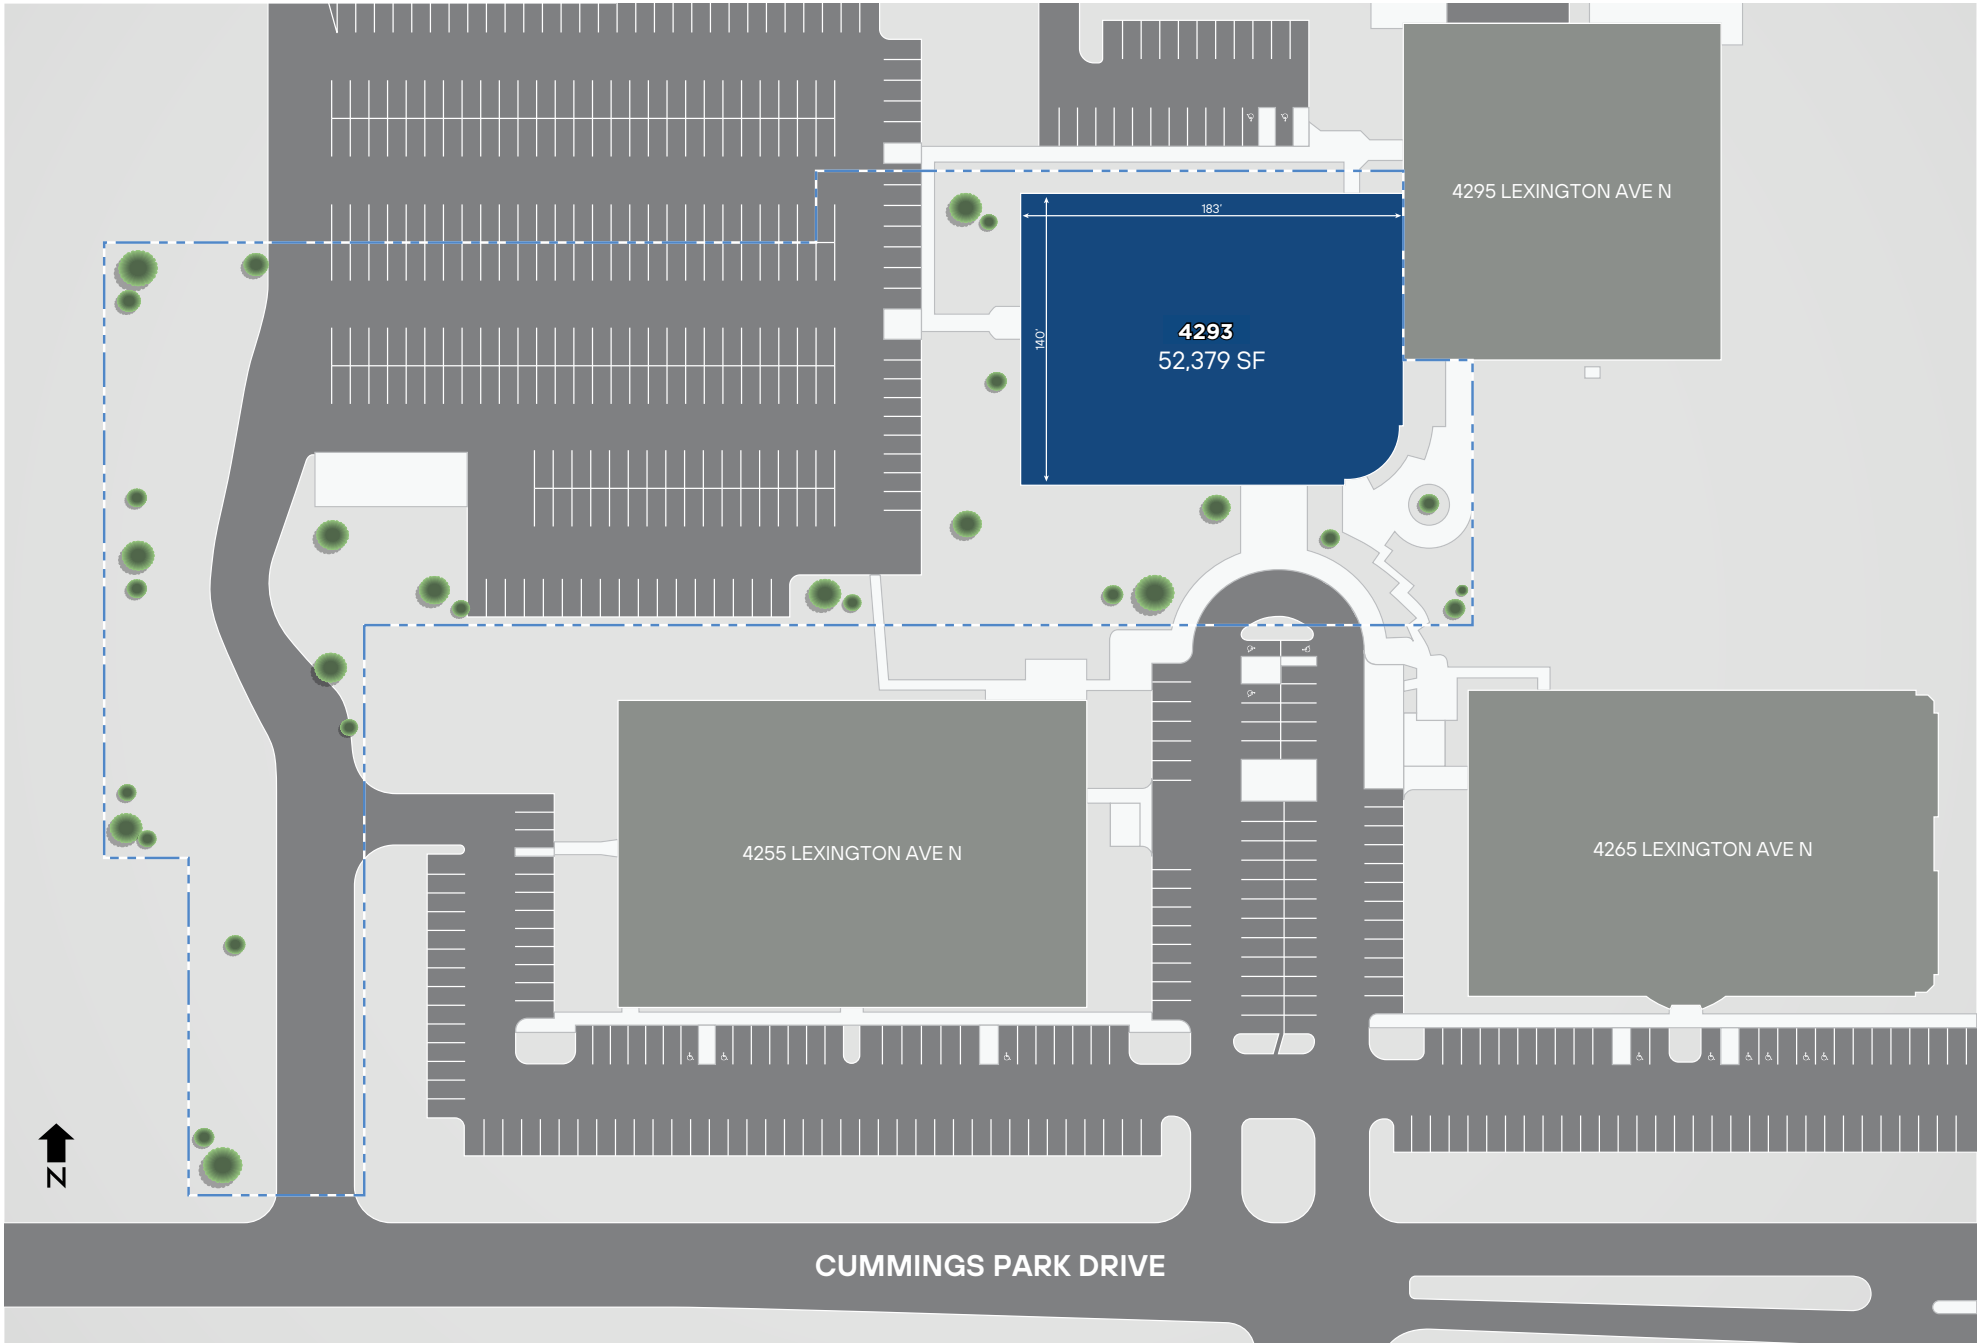 4295 LEXINGTON AVE N
183'
140'
4293
52,379 SF
4255 LEXINGTON AVE N
4265 LEXINGTON AVE N
N
CUMMINGS PARK DRIVE